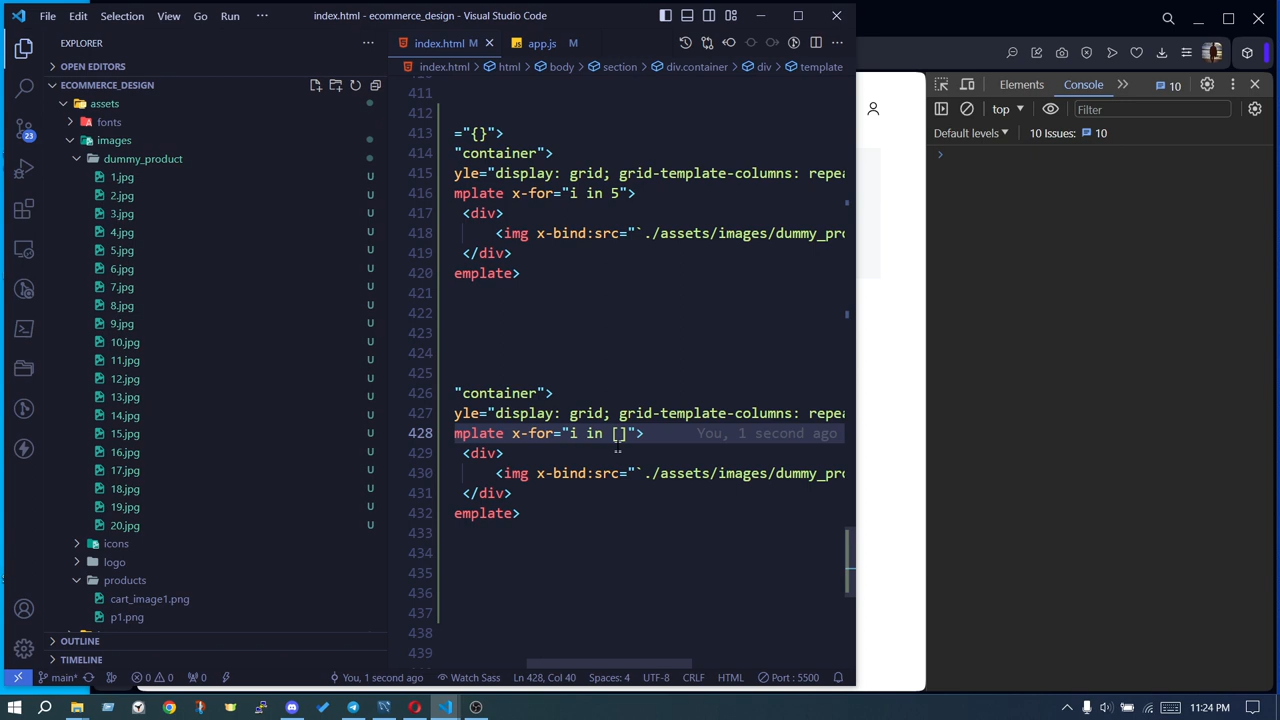 File Edit Selection View Go Run ··· index.html - ecommerce_design - Visual Studio Code
EXPLORER
OPEN EDITORS
ECOMMERCE_DESIGN
assets
fonts
images
dummy_product
1.jpg U
2.jpg U
3.jpg U
4.jpg U
5.jpg U
6.jpg U
7.jpg U
8.jpg U
9.jpg U
10.jpg U
11.jpg U
12.jpg U
13.jpg U
14.jpg U
15.jpg U
16.jpg U
17.jpg U
18.jpg U
19.jpg U
20.jpg U
icons
logo
products
cart_image1.png
p1.png
OUTLINE
TIMELINE
23
index.html M app.js M
index.html > html > body > section > div.container > div > template
411
412
413 ="{}">
414 "container">
415 yle="display: grid; grid-template-columns: repea
416 mplate x-for="i in 5">
417 <div>
418 <img x-bind:src="`./assets/images/dummy_pro
419 </div>
420 emplate>
421
422
423
424
425
426 "container">
427 yle="display: grid; grid-template-columns: repea
428 mplate x-for="i in []"> You, 1 second ago
429 <div>
430 <img x-bind:src="`./assets/images/dummy_pro
431 </div>
432 emplate>
433
434
435
436
437
438
439
Elements Console 10
top Filter
Default levels 10 Issues: 10
main* 0 0 0 You, 1 second ago Watch Sass Ln 428, Col 40 Spaces: 4 UTF-8 CRLF HTML Port : 5500
11:24 PM